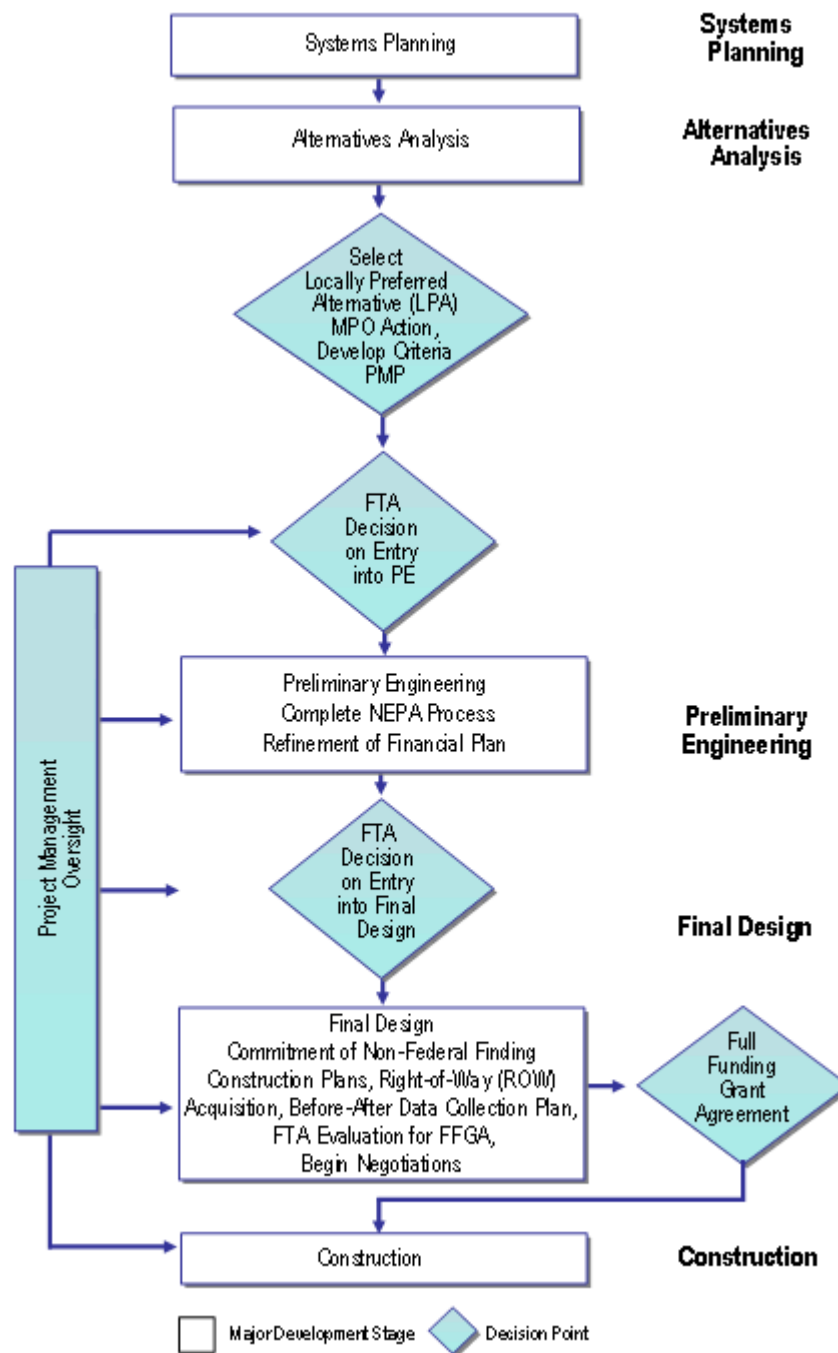 Systems Planning
Systems
Planning
Alternatives Analysis
Alternatives
Analysis
Select
Locally Preferred
Alternative (LPA)
MPO Action,
Develop Criteria
PMP
FTA
Decision
on Entry
into PE
Project Management
Oversight
Preliminary Engineering
Complete NEPA Process
Refinement of Financial Plan
Preliminary
Engineering
FTA
Decision
on Entry
into Final
Design
Final Design
Final Design
Commitment of Non-Federal Finding
Construction Plans, Right-of-Way (ROW)
Acquisition, Before-After Data Collection Plan,
FTA Evaluation for FFGA,
Begin Negotiations
Full
Funding
Grant
Agreement
Construction
Construction
Major Development Stage
Decision Point